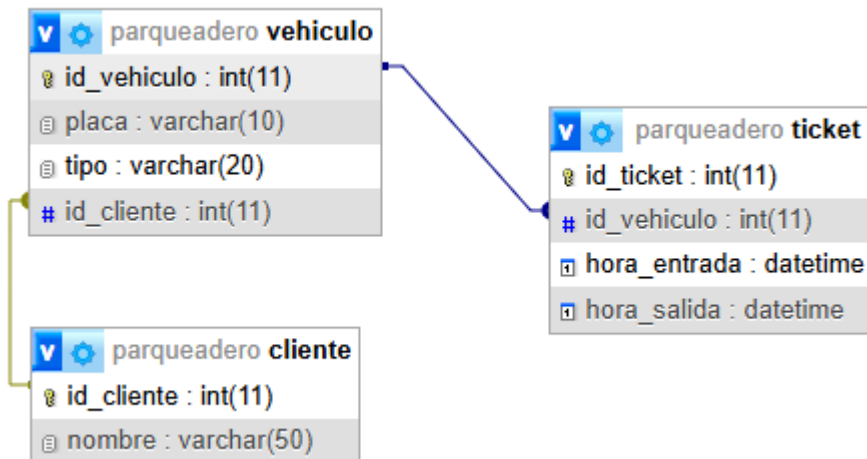 v parqueadero vehiculo
id_vehiculo : int(11)
placa : varchar(10)
tipo : varchar(20)
# id_cliente : int(11)
v parqueadero ticket
id_ticket : int(11)
# id_vehiculo : int(11)
hora_entrada : datetime
hora_salida : datetime
v parqueadero cliente
id_cliente : int(11)
nombre : varchar(50)